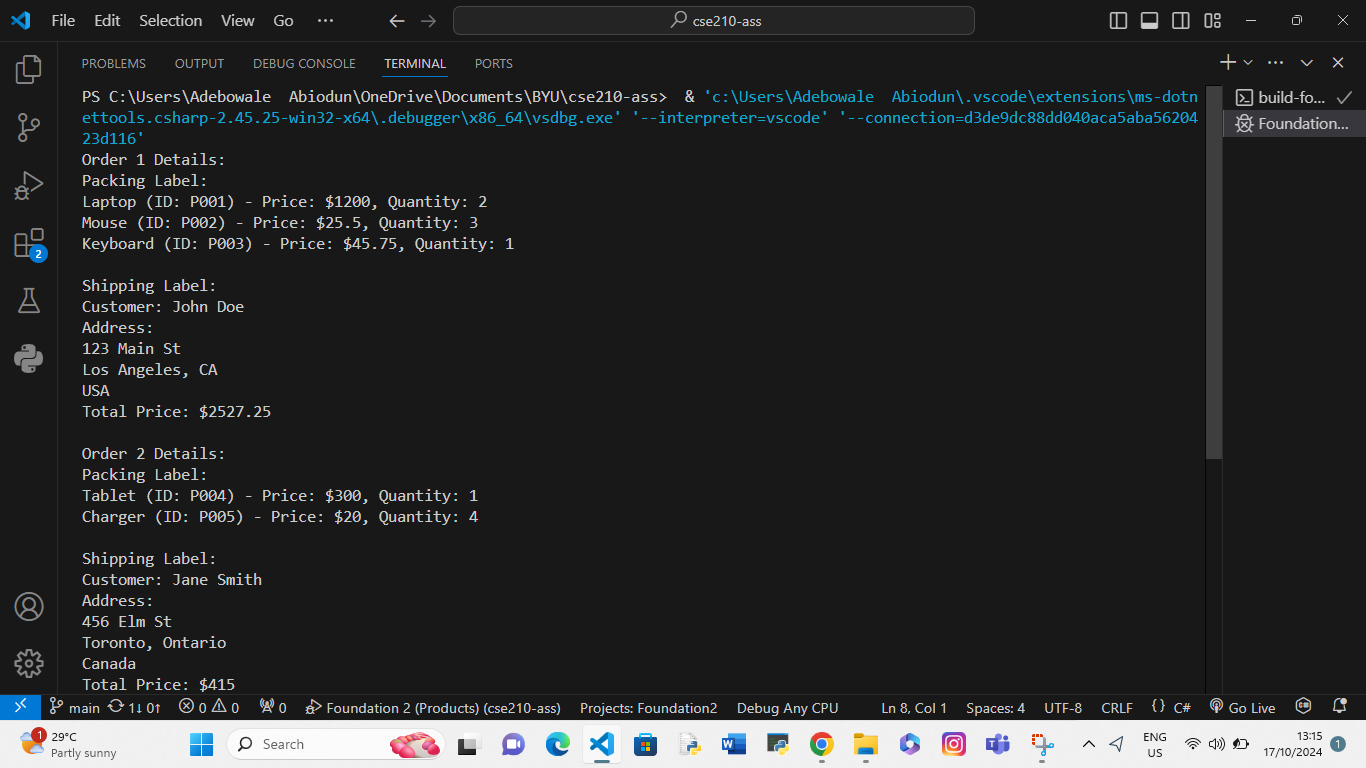 File Edit Selection View Go ··· cse210-ass
PROBLEMS OUTPUT DEBUG CONSOLE TERMINAL PORTS
PS C:\Users\Adebowale  Abiodun\OneDrive\Documents\BYU\cse210-ass>  & 'c:\Users\Adebowale  Abiodun\.vscode\extensions\ms-dotn
ettools.csharp-2.45.25-win32-x64\.debugger\x86_64\vsdbg.exe' '--interpreter=vscode' '--connection=d3de9dc88dd040aca5aba56204
23d116'
build-fo...
Foundation...
Order 1 Details:
Packing Label:
Laptop (ID: P001) - Price: $1200, Quantity: 2
Mouse (ID: P002) - Price: $25.5, Quantity: 3
Keyboard (ID: P003) - Price: $45.75, Quantity: 1
Shipping Label:
Customer: John Doe
Address:
123 Main St
Los Angeles, CA
USA
Total Price: $2527.25
Order 2 Details:
Packing Label:
Tablet (ID: P004) - Price: $300, Quantity: 1
Charger (ID: P005) - Price: $20, Quantity: 4
Shipping Label:
Customer: Jane Smith
Address:
456 Elm St
Toronto, Ontario
Canada
Total Price: $415
2
main 1↓ 0↑ 0 0 0 Foundation 2 (Products) (cse210-ass) Projects: Foundation2 Debug Any CPU Ln 8, Col 1 Spaces: 4 UTF-8 CRLF {} C# Go Live
1 29°C
Partly sunny
Search
ENG
US
13:15
17/10/2024
1